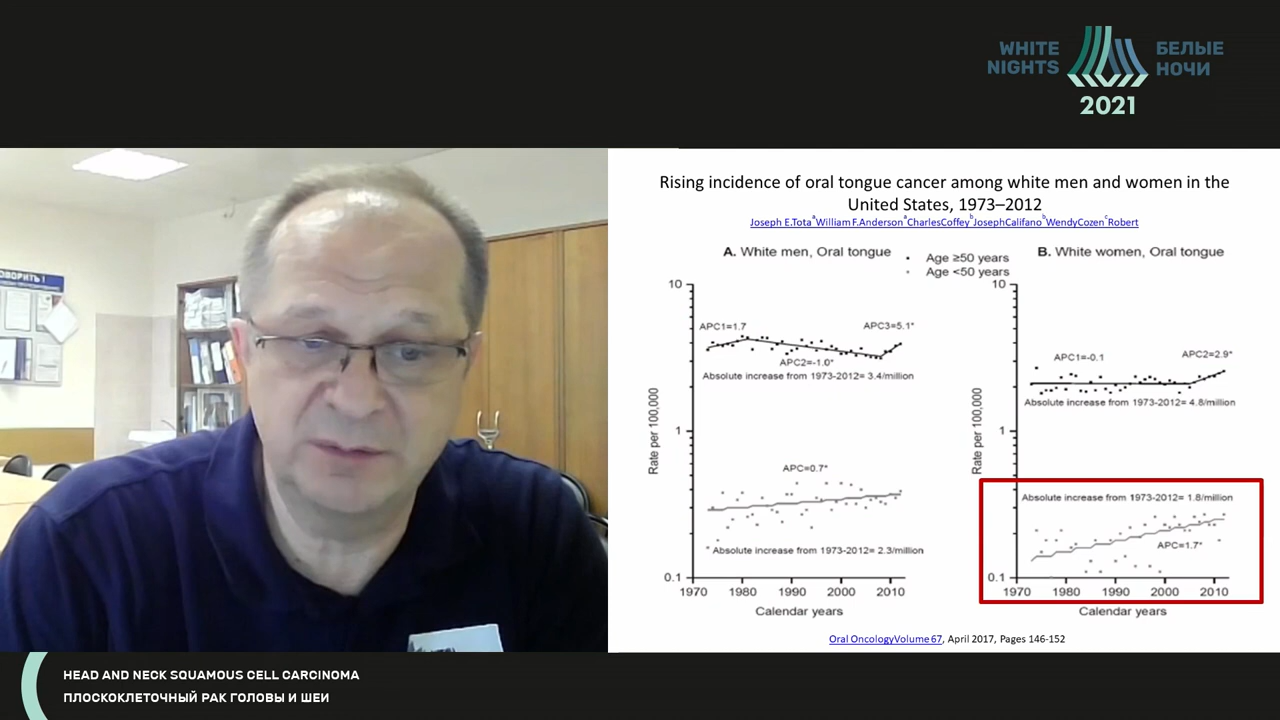 WHITE NIGHTS
БЕЛЫЕ НОЧИ
2021
ОВОРИТЬ!
Rising incidence of oral tongue cancer among white men and women in the
United States, 1973–2012
Joseph E.TotaaWilliam F.AndersonaCharlesCoffeybJosephCalifanobWendyCozencRobert
A. White men, Oral tongue
Age ≥50 years
Age <50 years
B. White women, Oral tongue
10
APC1=1.7
APC3=5.1*
APC2=-1.0*
Absolute increase from 1973-2012= 3.4/million
Rate per 100,000
1
APC=0.7*
* Absolute increase from 1973-2012= 2.3/million
0.1
1970 1980 1990 2000 2010
Calendar years
10
APC1=-0.1
APC2=2.9*
Absolute increase from 1973-2012= 4.8/million
Rate per 100,000
1
Absolute increase from 1973-2012= 1.8/million
APC=1.7*
0.1
1970 1980 1990 2000 2010
Calendar years
Oral OncologyVolume 67, April 2017, Pages 146-152
HEAD AND NECK SQUAMOUS CELL CARCINOMA
ПЛОСКОКЛЕТОЧНЫЙ РАК ГОЛОВЫ И ШЕИ